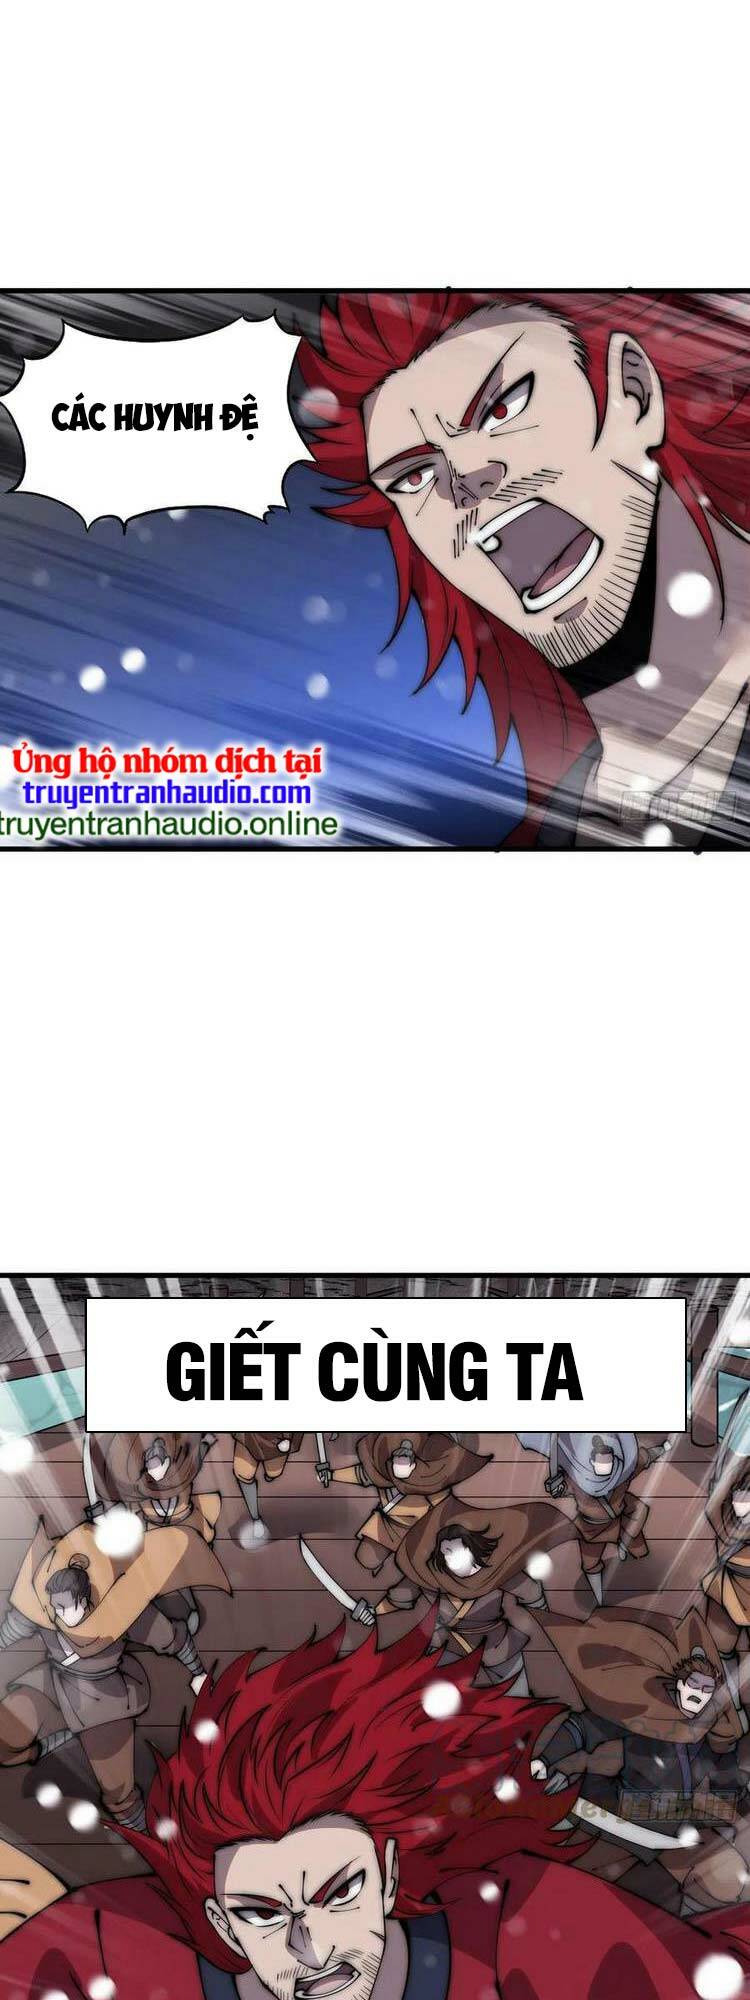 CÁC HUYNH ĐỆ
Ủng hộ nhóm dịch tại
truyentranhaudio.com
truyentranhaudio.online
GIẾT CÙNG TA